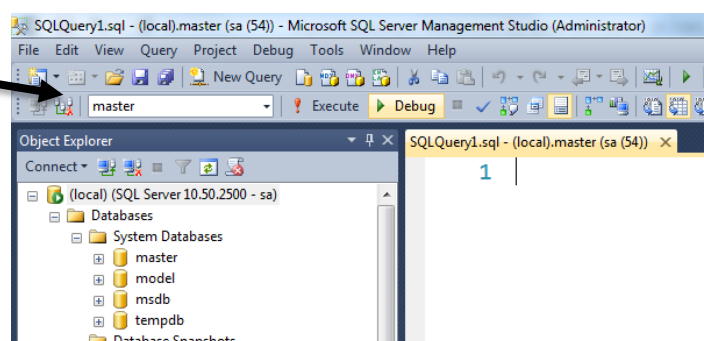 SQLQuery1.sql - (local).master (sa (54)) - Microsoft SQL Server Management Studio (Administrator)
File Edit View Query Project Debug Tools Window Help
New Query
master Execute Debug
Object Explorer
SQLQuery1.sql - (local).master (sa (54))
Connect
1
(local) (SQL Server 10.50.2500 - sa)
Databases
System Databases
master
model
msdb
tempdb
Database Snapshots